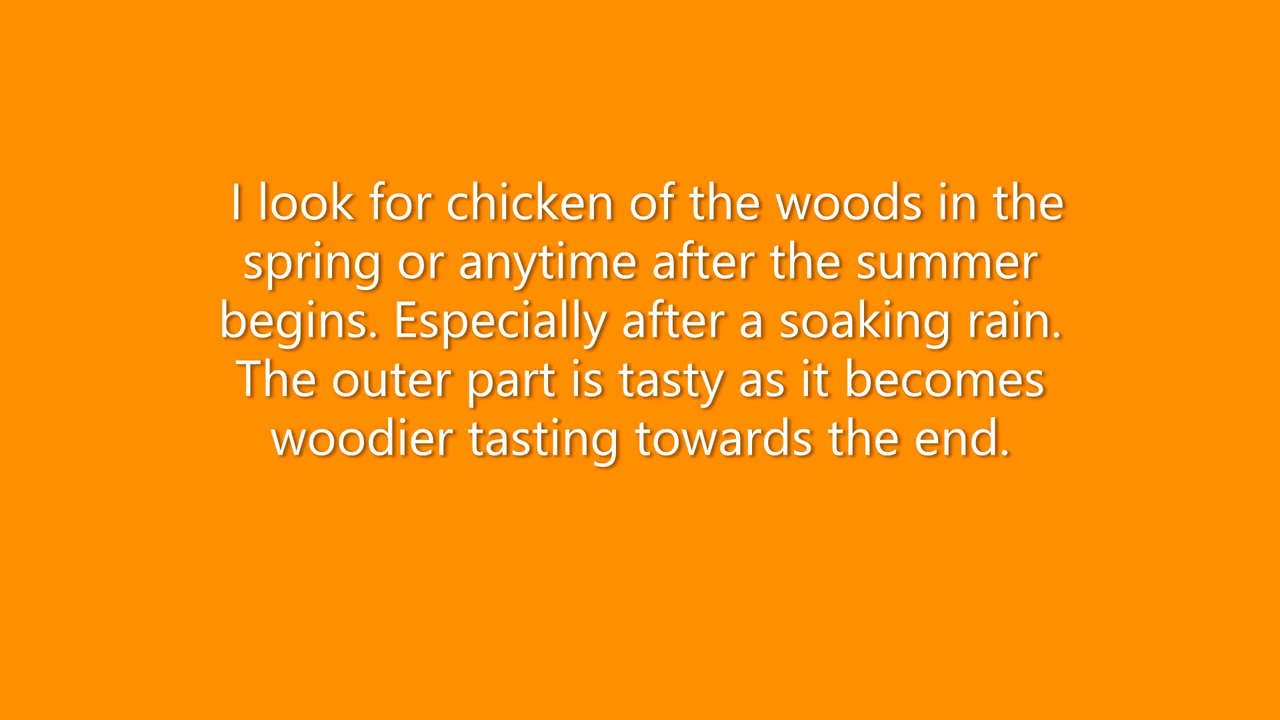 I look for chicken of the woods in the
spring or anytime after the summer
begins. Especially after a soaking rain.
The outer part is tasty as it becomes
woodier tasting towards the end.